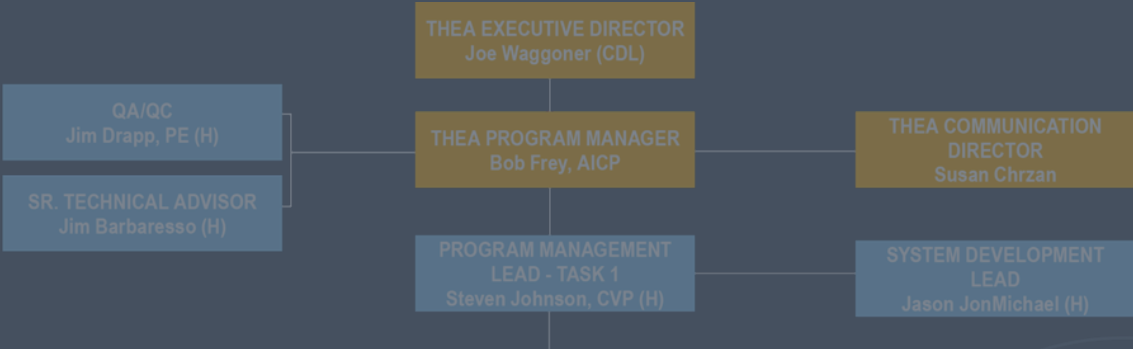 THEA EXECUTIVE DIRECTOR
Joe Waggoner (CDL)
QA/QC
Jim Drapp, PE (H)
THEA PROGRAM MANAGER
Bob Frey, AICP
THEA COMMUNICATION
DIRECTOR
Susan Chrzan
SR. TECHNICAL ADVISOR
Jim Barbaresso (H)
PROGRAM MANAGEMENT
LEAD - TASK 1
Steven Johnson, CVP (H)
SYSTEM DEVELOPMENT
LEAD
Jason JonMichael (H)